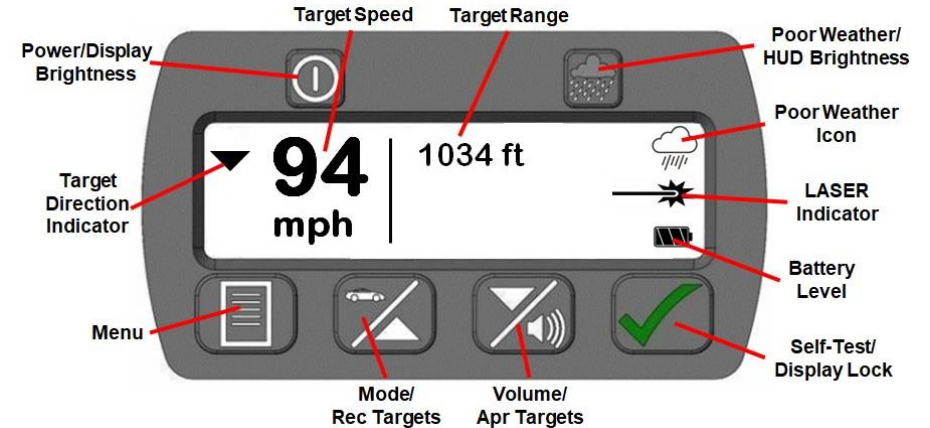 Target Speed
Target Range
Power/Display
Brightness
Poor Weather/
HUD Brightness
94
mph
1034 ft
Poor Weather
Icon
Target
Direction
Indicator
LASER
Indicator
Battery
Level
Menu
Mode/
Rec Targets
Volume/
Apr Targets
Self-Test/
Display Lock